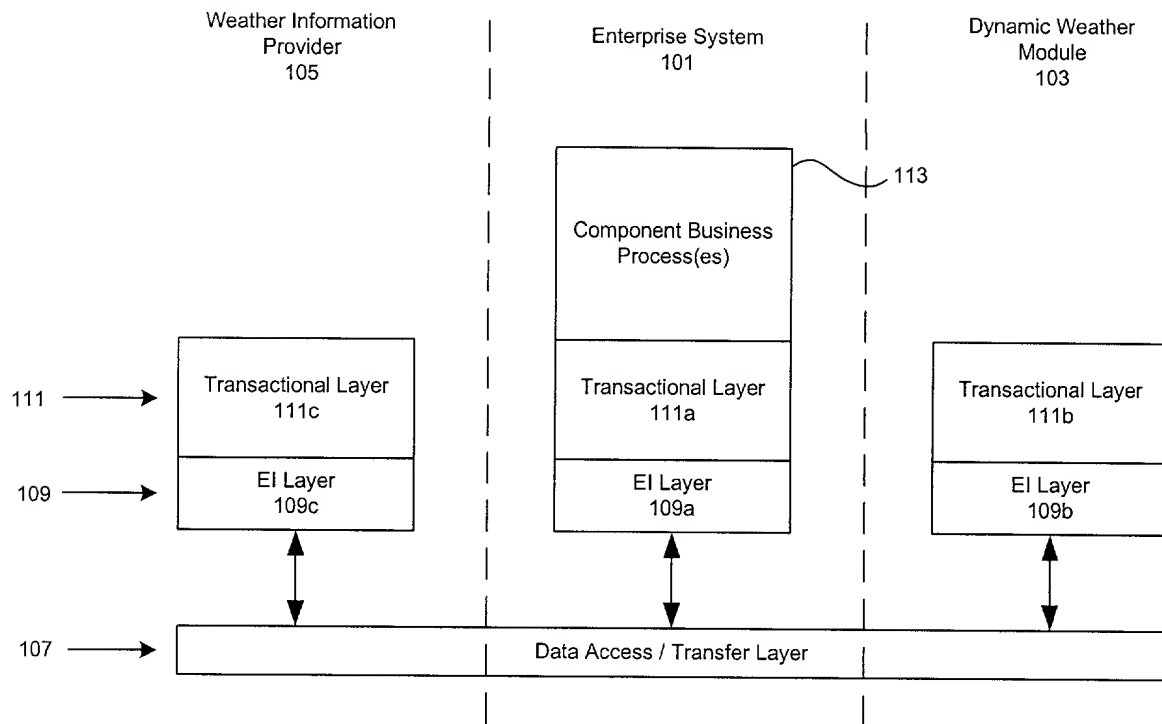 Weather Information
Provider
105
Enterprise System
101
Dynamic Weather
Module
103
113
Component Business
Process(es)
111
Transactional Layer
111c
Transactional Layer
111a
Transactional Layer
111b
109
EI Layer
109c
EI Layer
109a
EI Layer
109b
107
Data Access / Transfer Layer